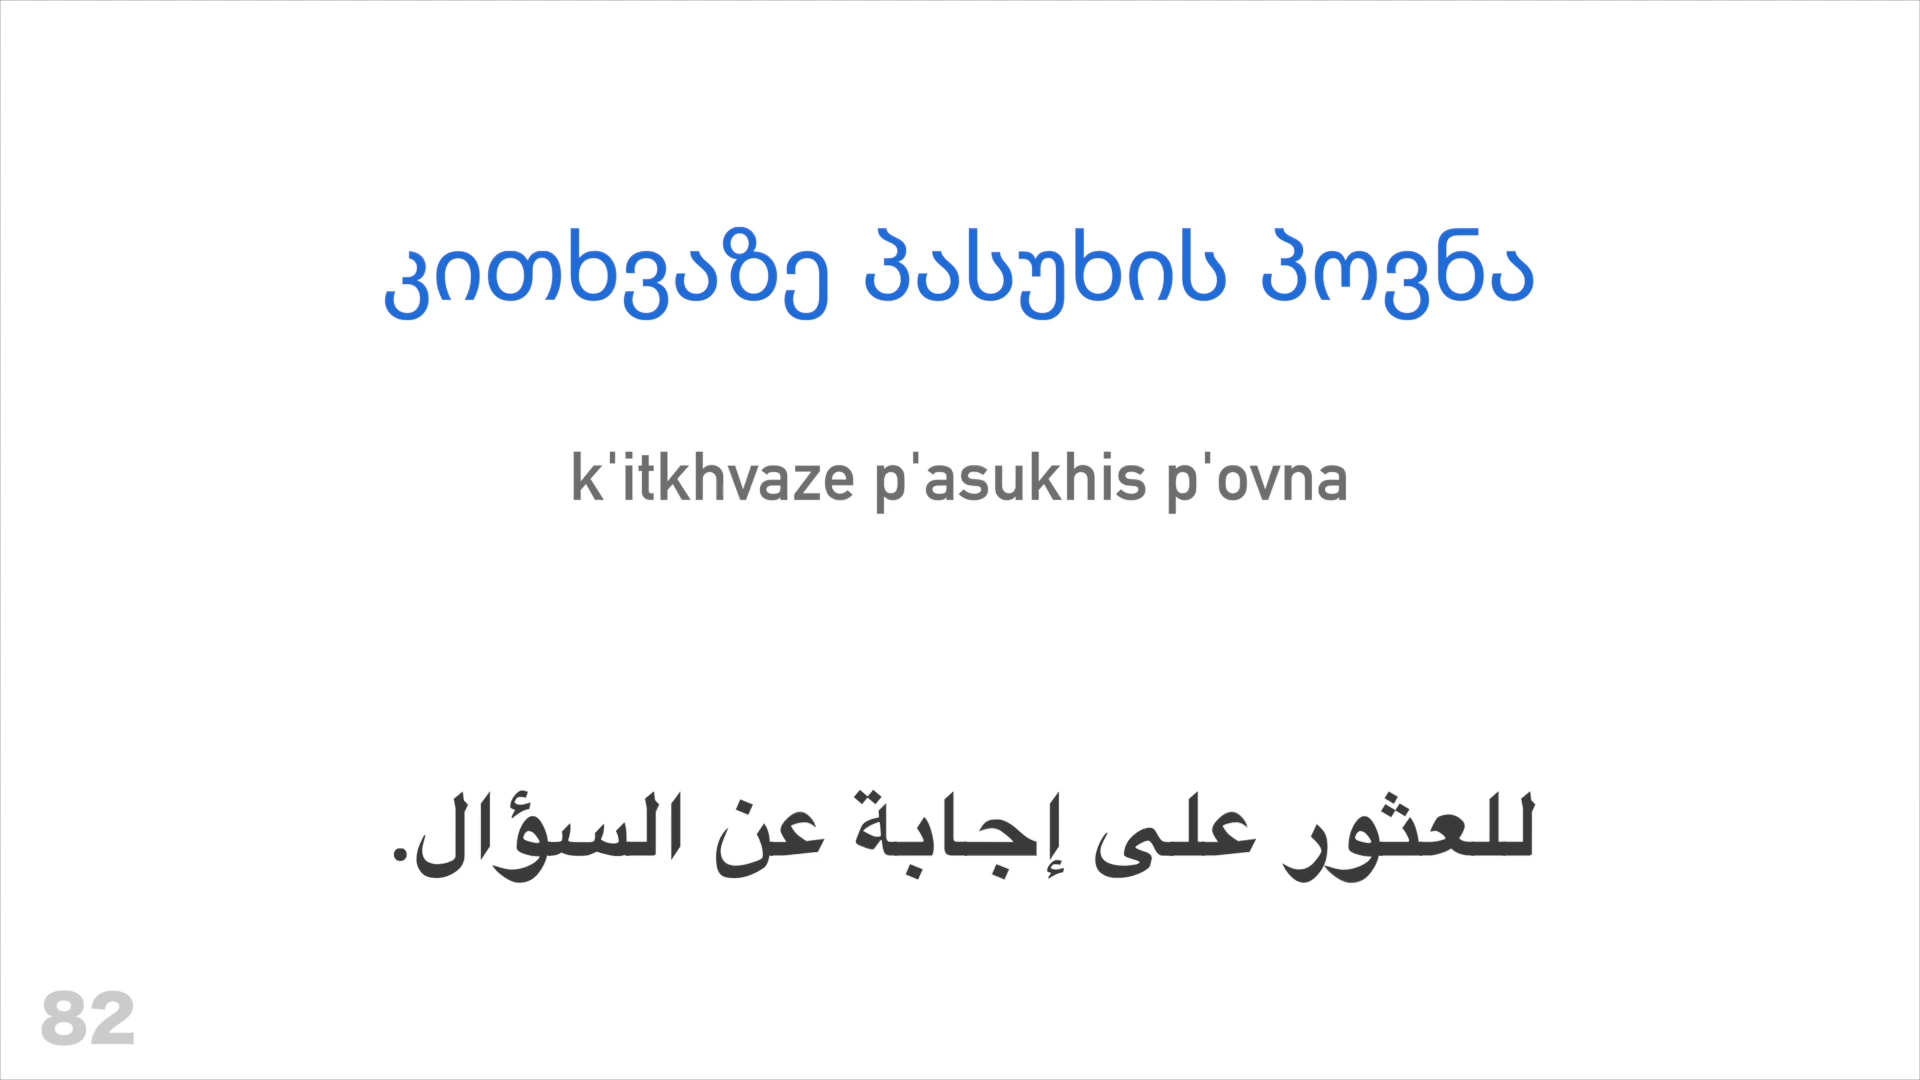 კითხვაზე პასუხის პოვნა
k'itkhvaze p'asukhis p'ovna
للعثور على إجابة عن السؤال.
82